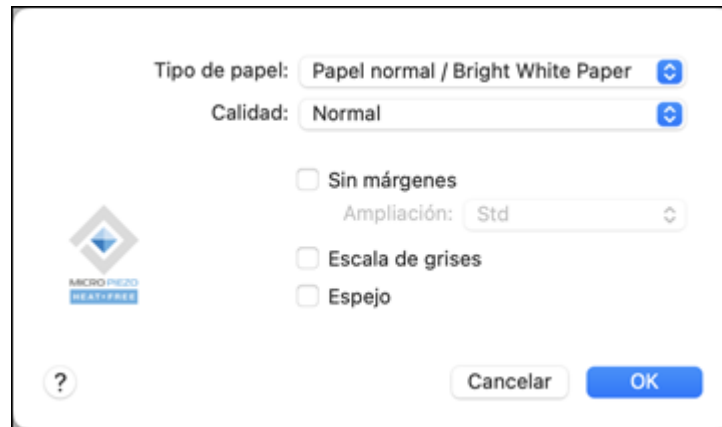 Tipo de papel: Papel normal / Bright White Paper
Calidad: Normal
Sin márgenes
Ampliación: Std
Escala de grises
Espejo
MICRO PIEZO
HEAT-FREE
? Cancelar OK